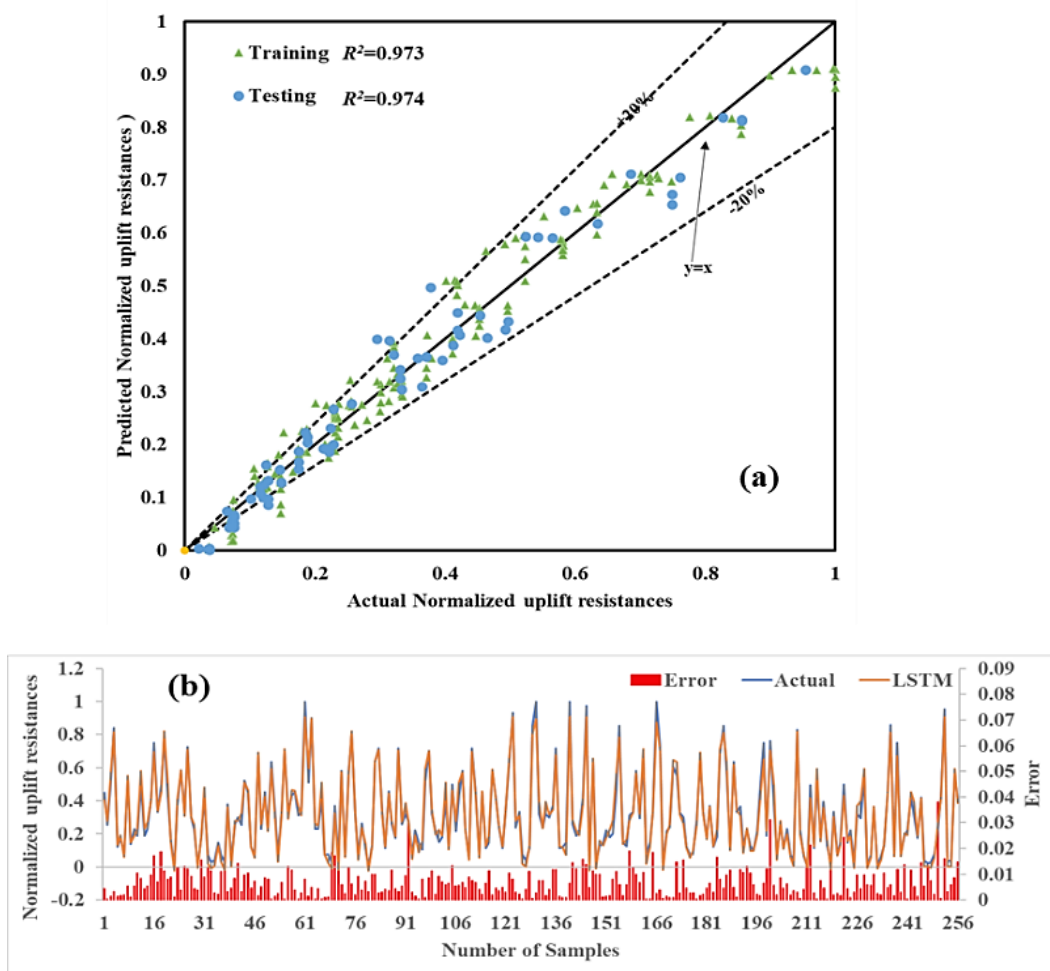 Predicted Normalized uplift resistances )
1
0.9
0.8
0.7
0.6
0.5
0.4
0.3
0.2
0.1
0
Training R²=0.973
Testing R²=0.974
+20%
-20%
y=x
(a)
0 0.2 0.4 0.6 0.8 1
Actual Normalized uplift resistances
(b)
Error Actual LSTM
Normalized uplift resistances
1.2
1
0.8
0.6
0.4
0.2
0
-0.2
0.09
0.08
0.07
0.06
0.05
0.04
0.03
0.02
0.01
0
Error
1 16 31 46 61 76 91 106 121 136 151 166 181 196 211 226 241 256
Number of Samples